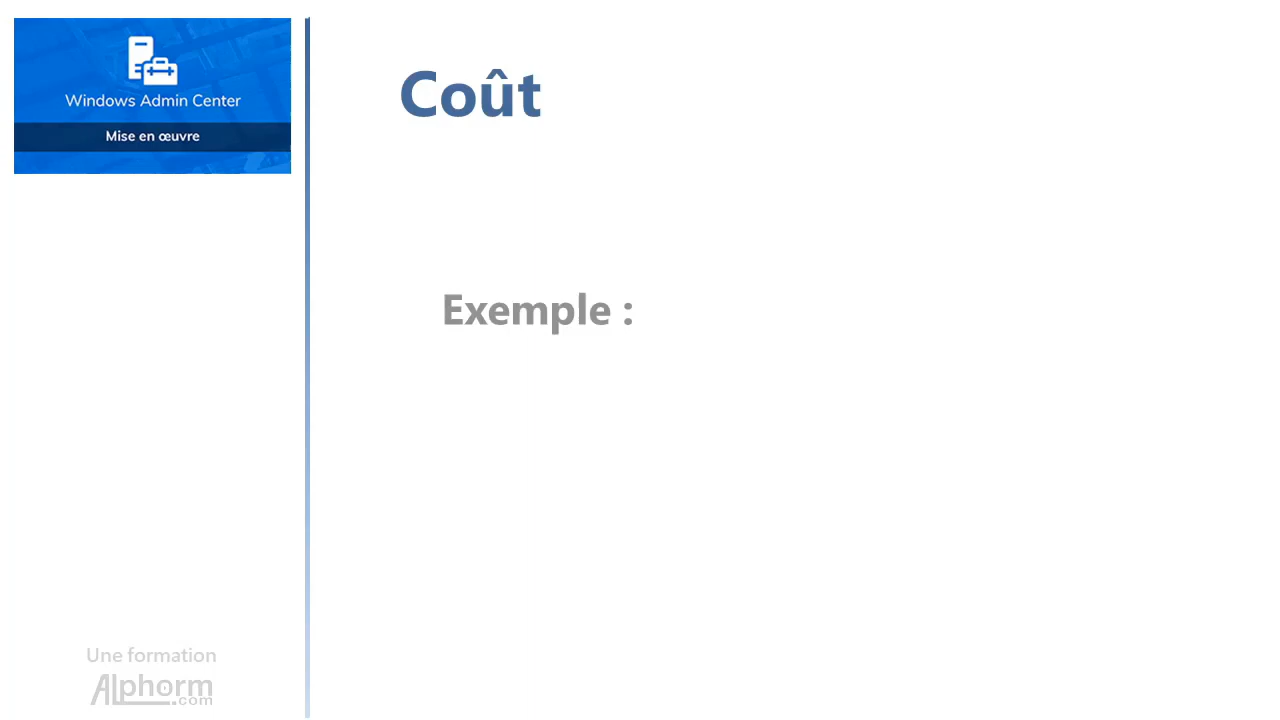 Windows Admin Center
Mise en œuvre
Coût
Exemple :
Une formation
Alphorm
.com